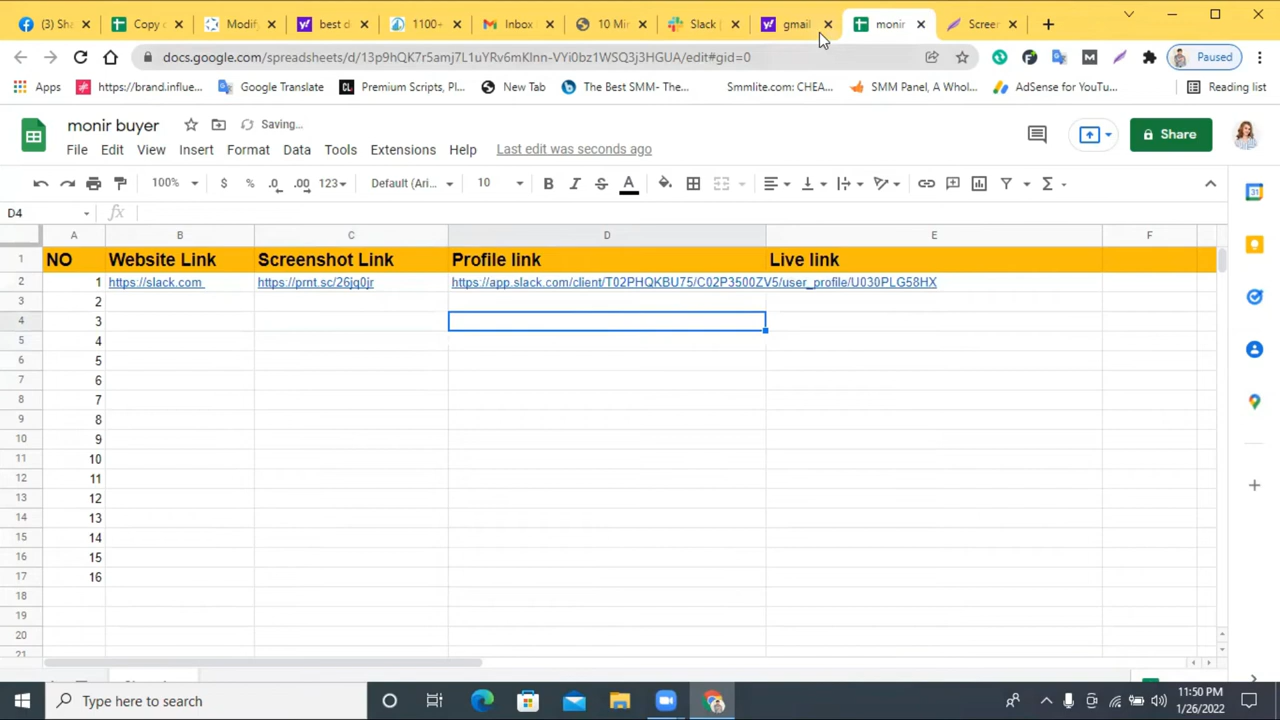 (3) Sha
Copy o
Modify
best d
1100+
Inbox
10 Min
Slack (
gmail
monir
Screen
docs.google.com/spreadsheets/d/13p9hQK7r5amj7L1uYRv6mKInn-VYi0bz1WSQ3j3HGUA/edit#gid=0
Paused
Apps
https://brand.influe...
Google Translate
Premium Scripts, Pl...
New Tab
The Best SMM- The...
Smmlite.com: CHEA...
SMM Panel, A Whol...
AdSense for YouTu...
Reading list
monir buyer
Saving...
File Edit View Insert Format Data Tools Extensions Help Last edit was seconds ago
Share
100% $ % .0 .00 123 Default (Ari... 10 B I S A
D4 fx
A B C D E F
1 NO Website Link Screenshot Link Profile link Live link
2 1 https://slack.com https://prnt.sc/26jq0jr https://app.slack.com/client/T02PHQKBU75/C02P3500ZV5/user_profile/U030PLG58HX
3 2
4 3
5 4
6 5
7 6
8 7
9 8
10 9
11 10
12 11
13 12
14 13
15 14
16 15
17 16
18
19
20
21
Type here to search
11:50 PM
1/26/2022